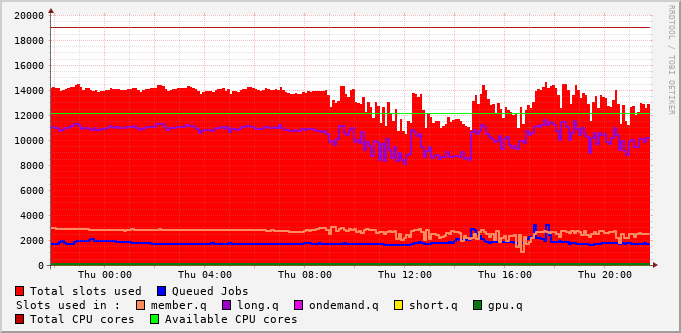 20000
18000
16000
14000
12000
10000
8000
6000
4000
2000
0
Thu 00:00 Thu 04:00 Thu 08:00 Thu 12:00 Thu 16:00 Thu 20:00
RRDTOOL / TOBI OETIKER
Total slots used Queued Jobs
Slots used in : member.q long.q ondemand.q short.q gpu.q
Total CPU cores Available CPU cores